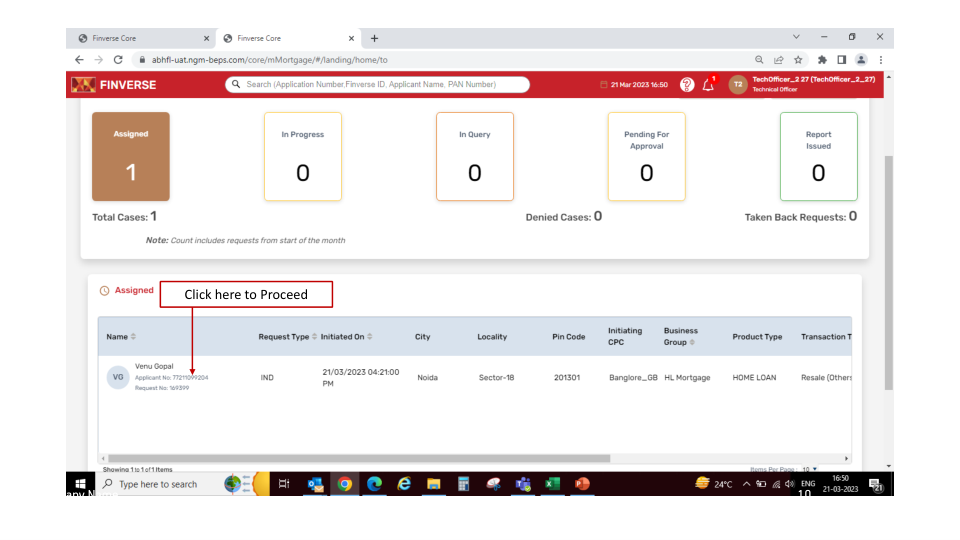 Finverse Core
Finverse Core
abhfl-uat.ngm-beps.com/core/mMortgage/#/landing/home/to
FINVERSE
Search (Application Number,Finverse ID, Applicant Name, PAN Number)
21 Mar 2023 16:50
1
T2
TechOfficer_2 27 (TechOfficer_2_27)
Technical Officer
Assigned
1
In Progress
0
In Query
0
Pending For
Approval
0
Report
Issued
0
Total Cases: 1
Denied Cases: 0
Taken Back Requests: 0
Note: Count includes requests from start of the month
Assigned
Click here to Proceed
Name Request Type Initiated On City Locality Pin Code Initiating CPC Business Group Product Type Transaction T
VG
Venu Gopal
Applicant No: 77211099204
Request No: 169399
IND
21/03/2023 04:21:00
PM
Noida
Sector-18
201301
Banglore_GB
HL Mortgage
HOME LOAN
Resale (Others
Showing 1 to 1 of 1 Items
Items Per Page: 10
Type here to search
24°C
ENG
16:50
21-03-2023
21
10